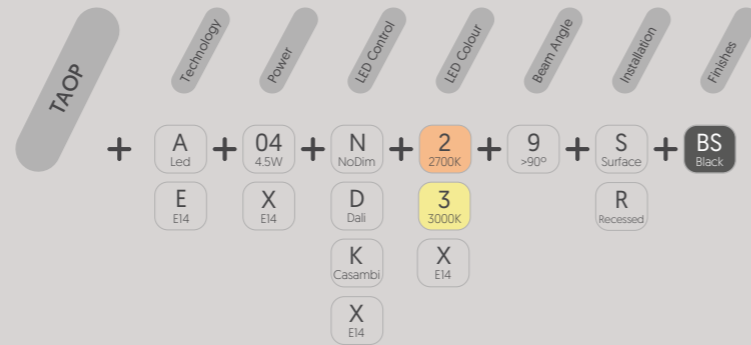 TAOP
Technology
Power
LED Control
LED Colour
Beam Angle
Installation
Finishes
+ A + 04 + N + 2 + 9 + S + BS
Led 4.5W NoDim 2700K >90º Surface Black
E X D 3 R
E14 E14 Dali 3000K Recessed
K X
Casambi E14
X
E14